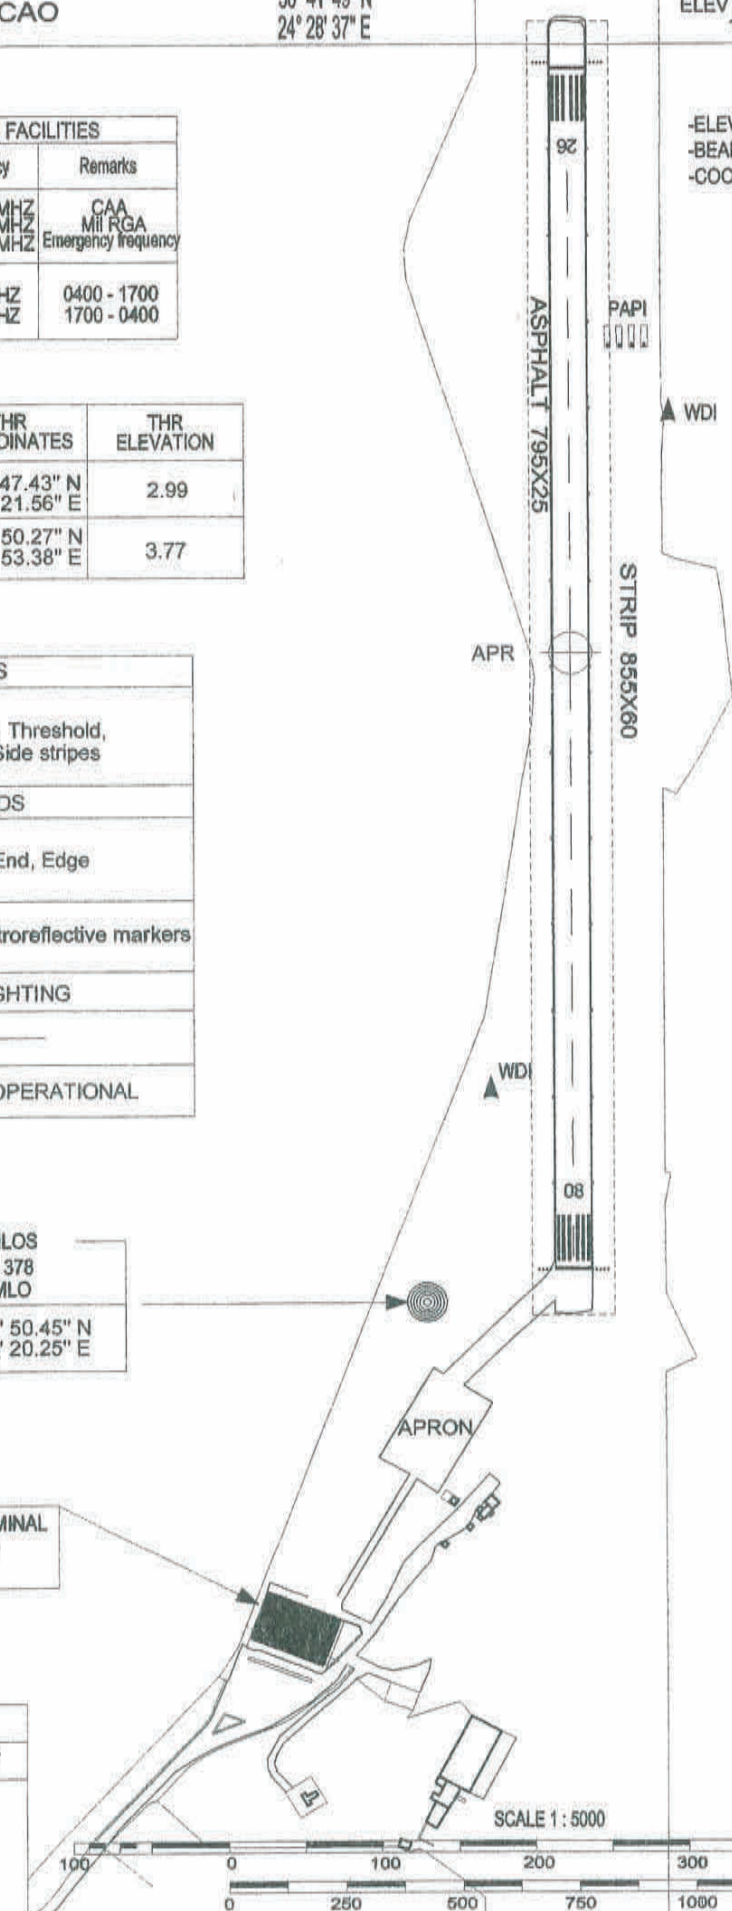 CAO
24° 28' 37" E
ELEV
FACILITIES
Remarks
MHZ
MHZ
MHZ
CAA
Mil RGA
Emergency frequency
HZ
HZ
0400 - 1700
1700 - 0400
-COO
26
ASPHALT 795X25
PAPI
WDI
THR
DINATES
THR
ELEVATION
47.43" N
21.56" E
2.99
50.27" N
53.38" E
3.77
STRIP 855X60
APR
S
Threshold,
Side stripes
DS
End, Edge
troreflective markers
GHTING
OPERATIONAL
WDI
08
LOS
378
MLO
50.45" N
20.25" E
APRON
MINAL
SCALE 1 : 5000
100 0 100 200 300
0 250 500 750 1000